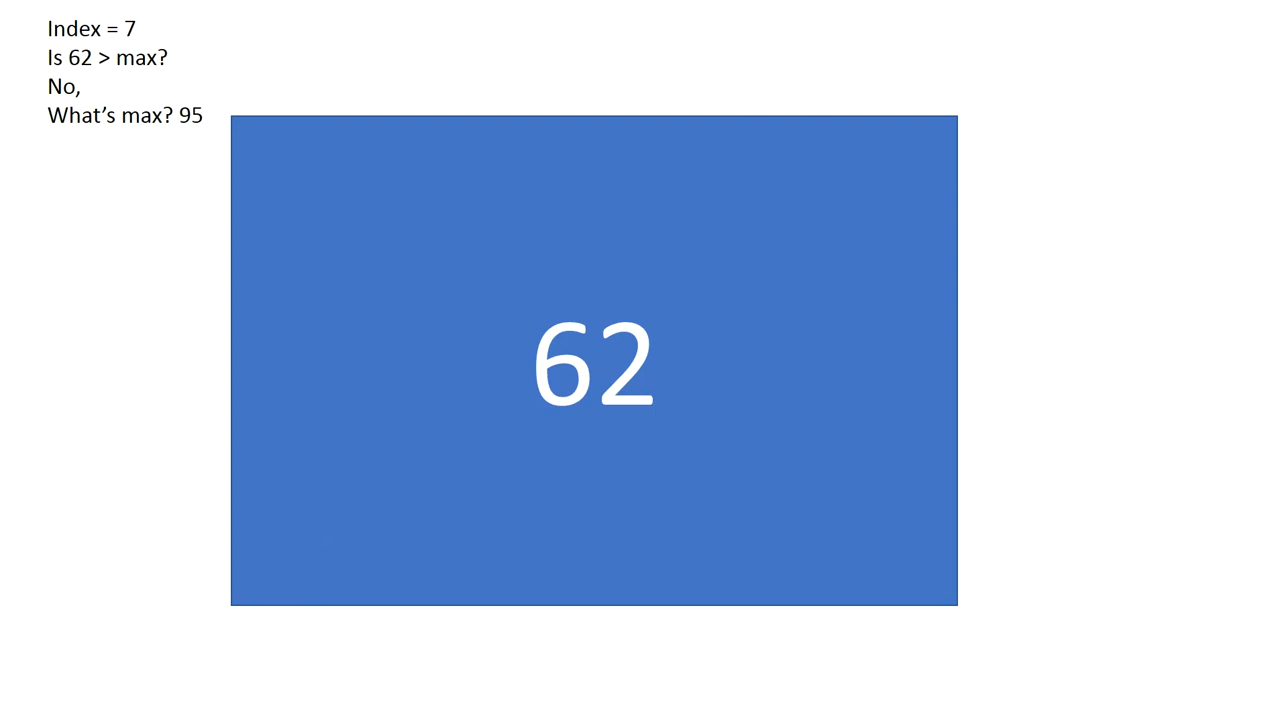 Index = 7
Is 62 > max?
No,
What’s max? 95
62